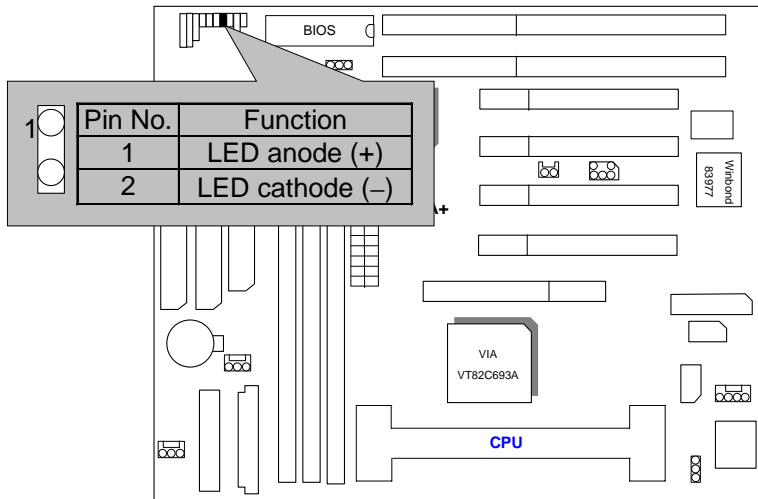 BIOS
1
Pin No. Function
1 LED anode (+)
2 LED cathode (–)
A+
Winbond
83977
VIA
VT82C693A
CPU